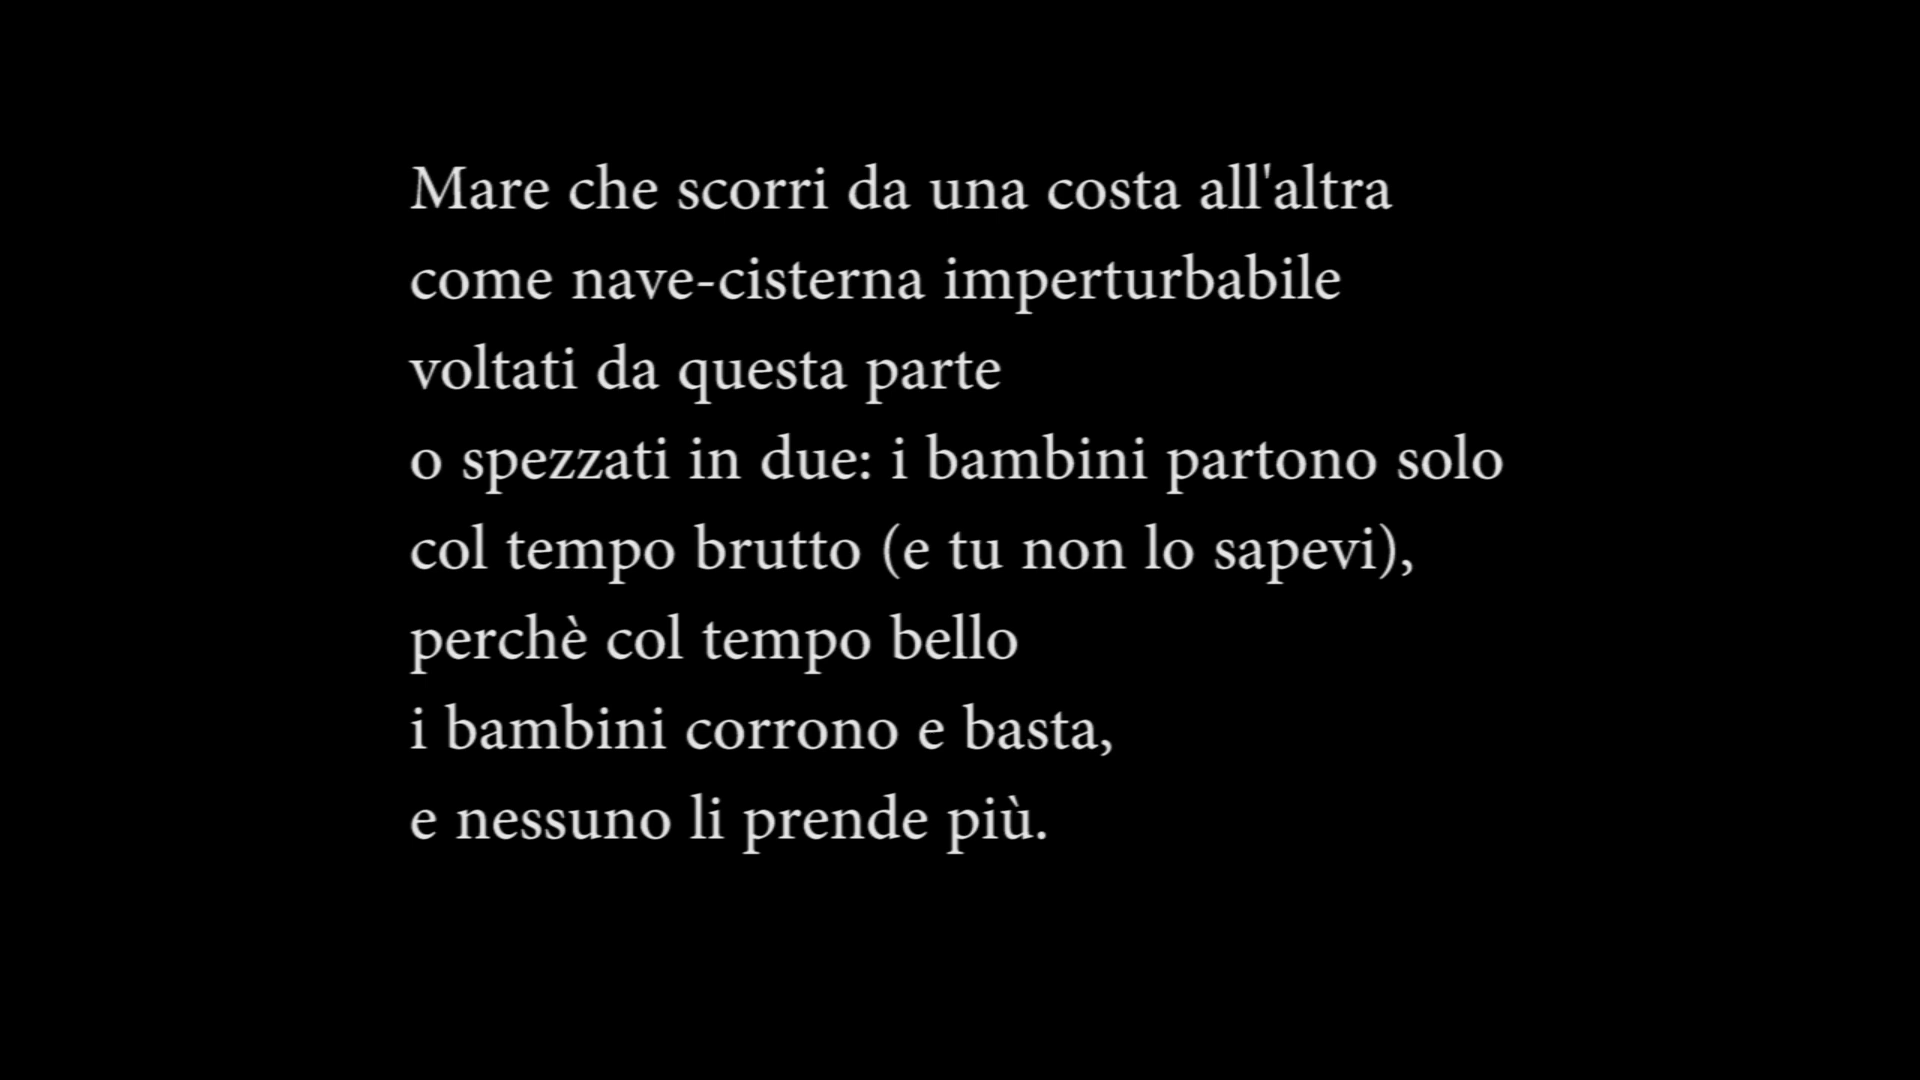 Mare che scorri da una costa all'altra
come nave-cisterna imperturbabile
voltati da questa parte
o spezzati in due: i bambini partono solo
col tempo brutto (e tu non lo sapevi),
perchè col tempo bello
i bambini corrono e basta,
e nessuno li prende più.